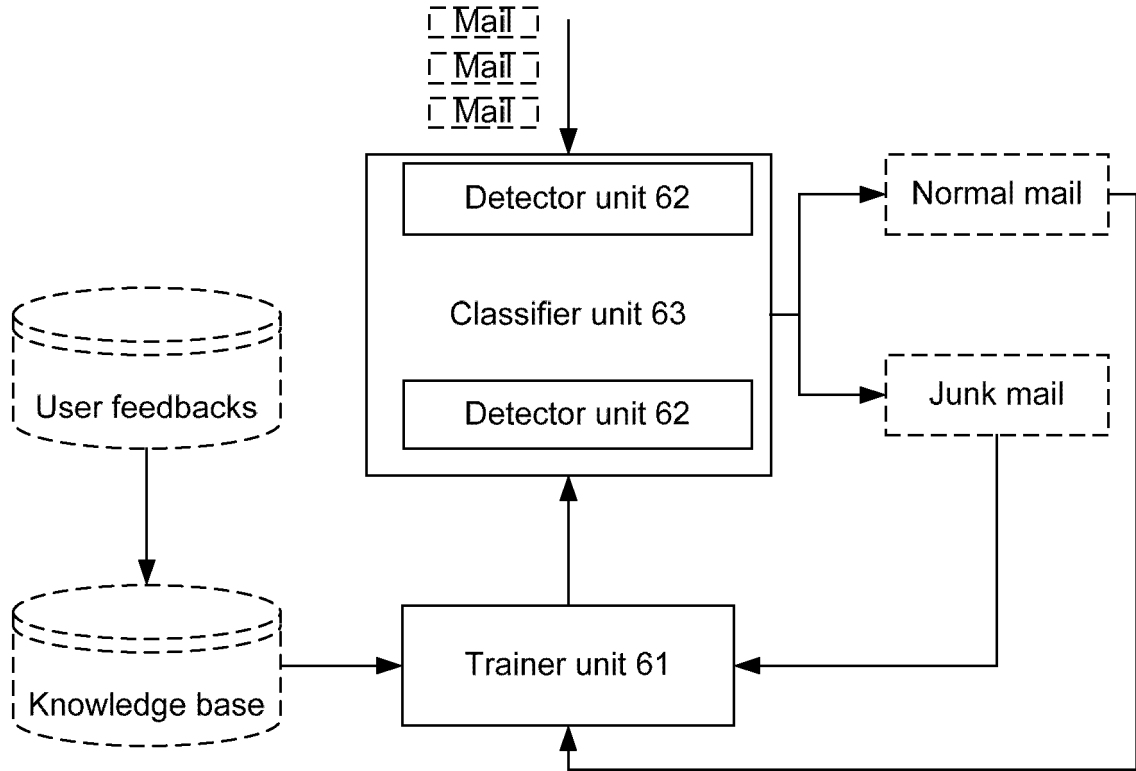 Mail
Mail
Mail
Detector unit 62
Normal mail
Classifier unit 63
User feedbacks
Detector unit 62
Junk mail
Trainer unit 61
Knowledge base